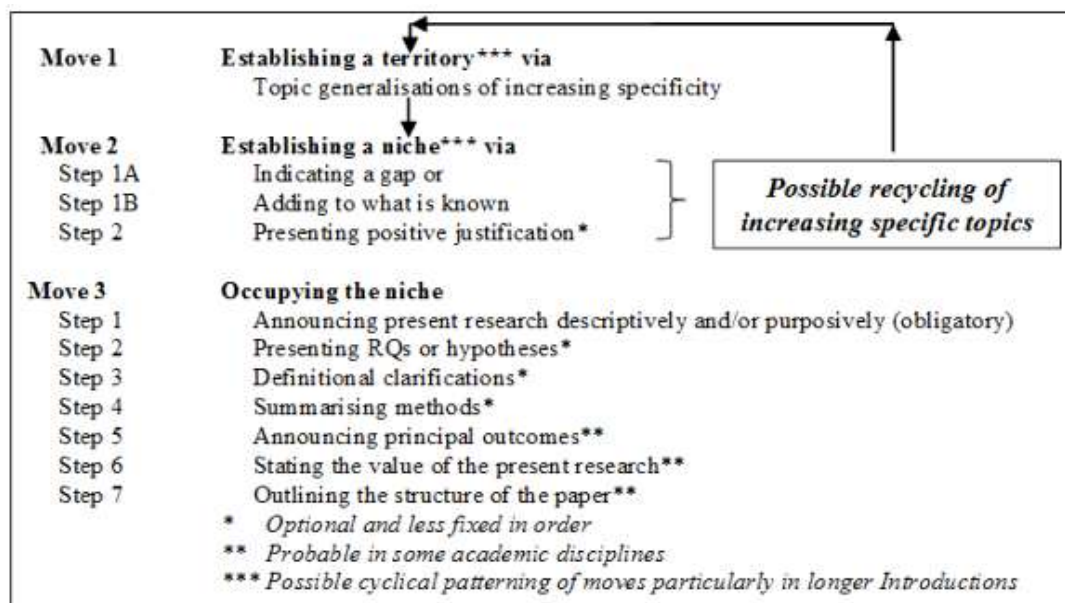 Move 1 Establishing a territory*** via
Topic generalisations of increasing specificity
Move 2 Establishing a niche*** via
Step 1A Indicating a gap or
Step 1B Adding to what is known
Step 2 Presenting positive justification*
Possible recycling of
increasing specific topics
Move 3 Occupying the niche
Step 1 Announcing present research descriptively and/or purposively (obligatory)
Step 2 Presenting RQs or hypotheses*
Step 3 Definitional clarifications*
Step 4 Summarising methods*
Step 5 Announcing principal outcomes**
Step 6 Stating the value of the present research**
Step 7 Outlining the structure of the paper**
* Optional and less fixed in order
** Probable in some academic disciplines
*** Possible cyclical patterning of moves particularly in longer Introductions